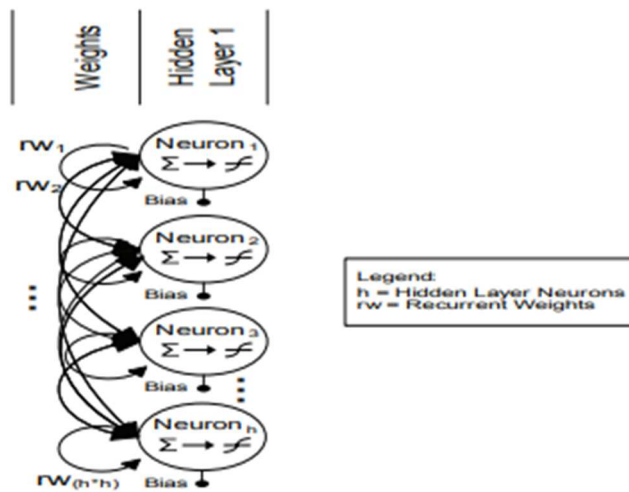 Weights
Hidden
Layer 1
rw1
Neuron1
Σ
rw2
Bias
Neuron2
Σ
Bias
Neuron3
Σ
Bias
Neuronh
Σ
rw(h*h)
Bias
Legend:
h = Hidden Layer Neurons
rw = Recurrent Weights